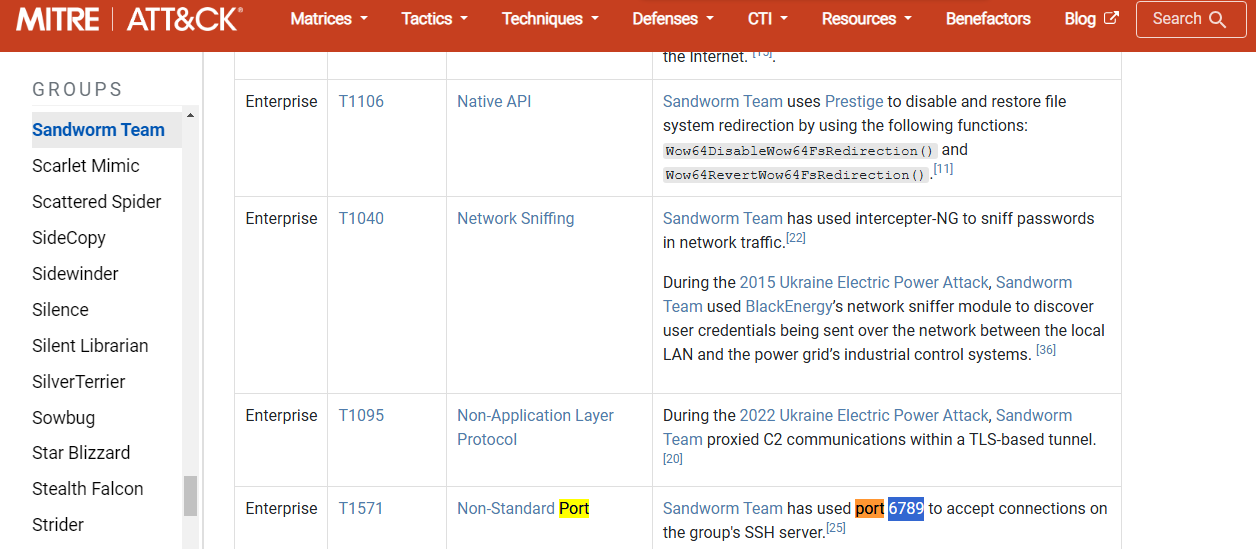 MITRE | ATT&CK®
Matrices Tactics Techniques Defenses CTI Resources Benefactors Blog Search
GROUPS
Sandworm Team
Scarlet Mimic
Scattered Spider
SideCopy
Sidewinder
Silence
Silent Librarian
SilverTerrier
Sowbug
Star Blizzard
Stealth Falcon
Strider
the Internet. [15].
Enterprise T1106 Native API Sandworm Team uses Prestige to disable and restore file
system redirection by using the following functions:
Wow64DisableWow64FsRedirection() and
Wow64RevertWow64FsRedirection().[11]
Enterprise T1040 Network Sniffing Sandworm Team has used intercepter-NG to sniff passwords
in network traffic.[22]
During the 2015 Ukraine Electric Power Attack, Sandworm
Team used BlackEnergy’s network sniffer module to discover
user credentials being sent over the network between the local
LAN and the power grid’s industrial control systems. [36]
Enterprise T1095 Non-Application Layer
Protocol
During the 2022 Ukraine Electric Power Attack, Sandworm
Team proxied C2 communications within a TLS-based tunnel.
[20]
Enterprise T1571 Non-Standard Port Sandworm Team has used port 6789 to accept connections on
the group's SSH server.[25]